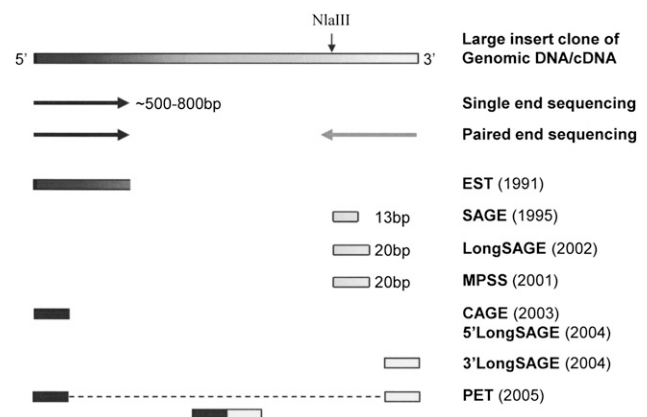 NlaIII
5' 3' Large insert clone of
Genomic DNA/cDNA
~500-800bp Single end sequencing
Paired end sequencing
EST (1991)
13bp SAGE (1995)
20bp LongSAGE (2002)
20bp MPSS (2001)
CAGE (2003)
5'LongSAGE (2004)
3'LongSAGE (2004)
PET (2005)